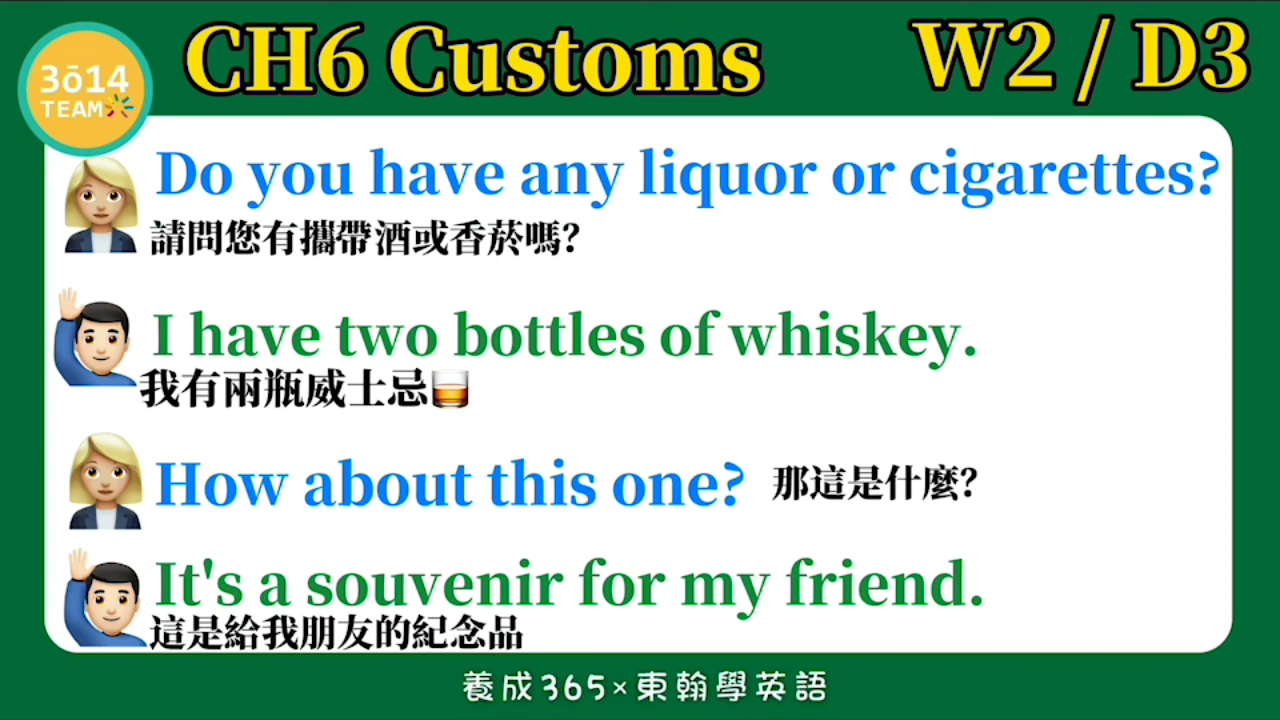 3ō14
TEAM
CH6 Customs
W2 / D3
Do you have any liquor or cigarettes?
請問您有攜帶酒或香菸嗎?
I have two bottles of whiskey.
我有兩瓶威士忌
How about this one? 那這是什麼?
It's a souvenir for my friend.
這是給我朋友的紀念品
養成365×東翰學英語